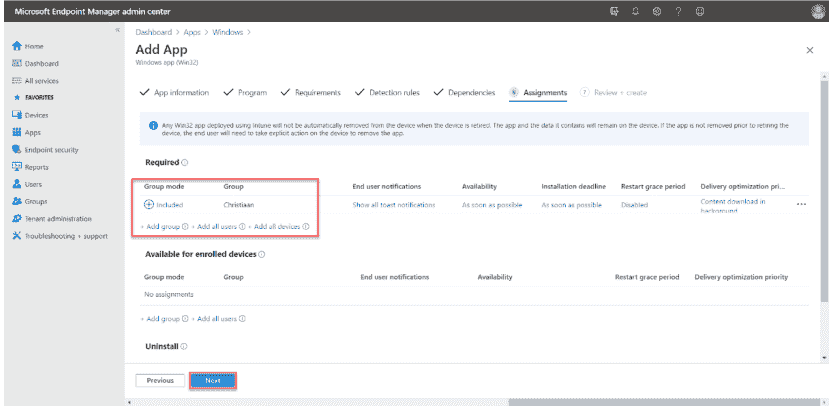 Microsoft Endpoint Manager admin center
Dashboard > Apps > Windows >
Add App
Windows app (Win32)
Home
Dashboard
All services
FAVORITES
Devices
Apps
Endpoint security
Reports
Users
Groups
Tenant administration
Troubleshooting + support
App information Program Requirements Detection rules Dependencies 6 Assignments 7 Review + create
Any Win32 app deployed using Intune will not be automatically removed from the device when the device is retired. The app and the data it contains will remain on the device. If the app is not removed prior to retiring the
device, the end user will need to take explicit action on the device to remove the app.
Required
Group mode Group End user notifications Availability Installation deadline Restart grace period Delivery optimization pri...
Included Christiaan Show all toast notifications As soon as possible As soon as possible Disabled Content download in
background
+ Add group + Add all users + Add all devices
Available for enrolled devices
Group mode Group End user notifications Availability Restart grace period Delivery optimization priority
No assignments
+ Add group + Add all users
Uninstall
Previous Next